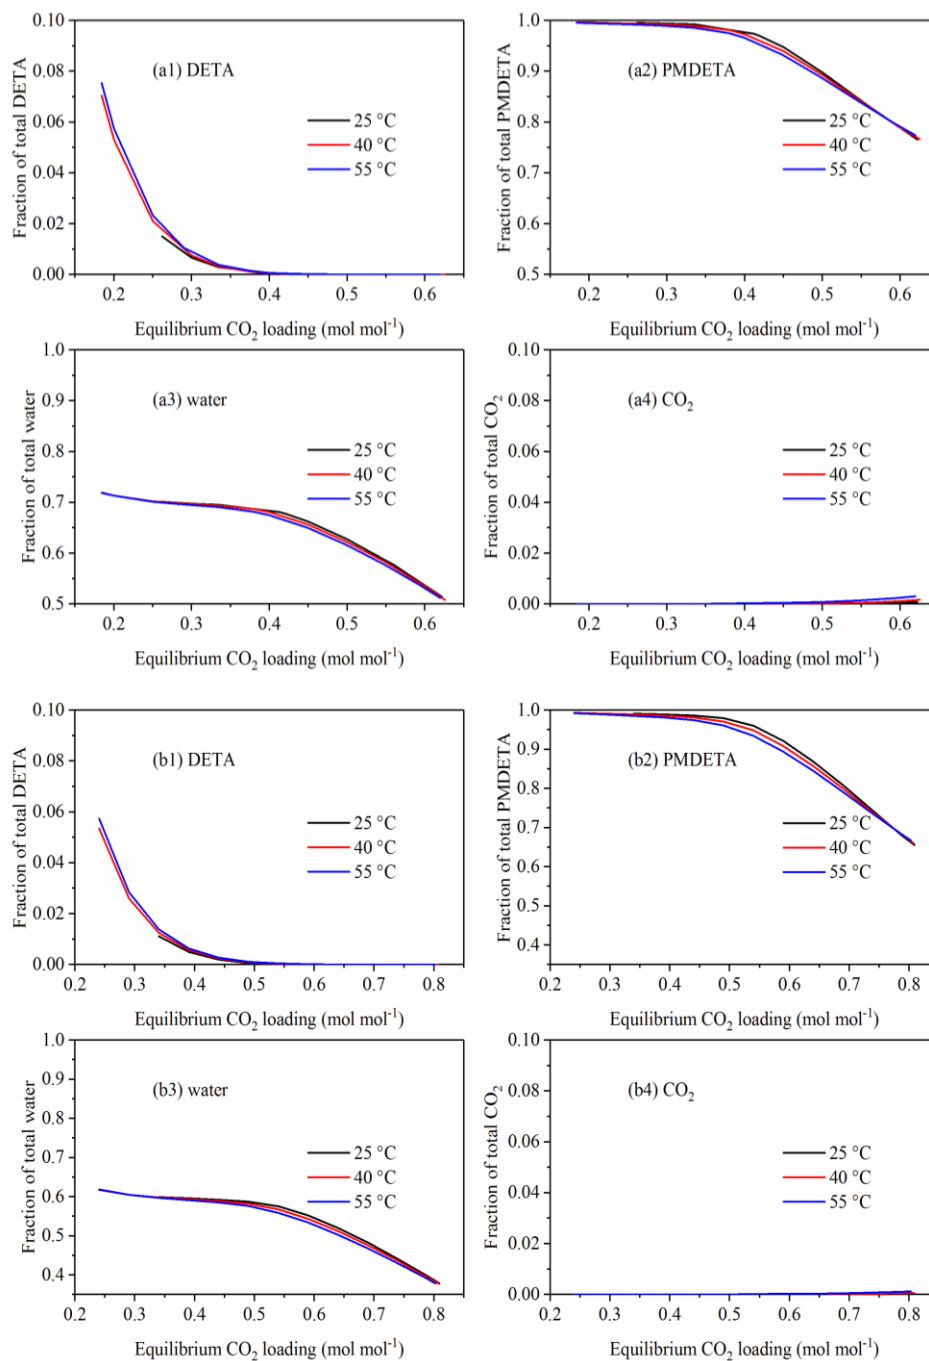 (a1) DETA
Fraction of total DETA
0.10
0.08
0.06
0.04
0.02
0.00
25 °C
40 °C
55 °C
0.2 0.3 0.4 0.5 0.6
Equilibrium CO₂ loading (mol mol⁻¹)
(a2) PMDETA
Fraction of total PMDETA
1.0
0.9
0.8
0.7
0.6
0.5
25 °C
40 °C
55 °C
0.2 0.3 0.4 0.5 0.6
Equilibrium CO₂ loading (mol mol⁻¹)
(a3) water
Fraction of total water
1.0
0.9
0.8
0.7
0.6
0.5
25 °C
40 °C
55 °C
0.2 0.3 0.4 0.5 0.6
Equilibrium CO₂ loading (mol mol⁻¹)
(a4) CO₂
Fraction of total CO₂
0.10
0.08
0.06
0.04
0.02
0.00
25 °C
40 °C
55 °C
0.2 0.3 0.4 0.5 0.6
Equilibrium CO₂ loading (mol mol⁻¹)
(b1) DETA
Fraction of total DETA
0.10
0.08
0.06
0.04
0.02
0.00
25 °C
40 °C
55 °C
0.2 0.3 0.4 0.5 0.6 0.7 0.8
Equilibrium CO₂ loading (mol mol⁻¹)
(b2) PMDETA
Fraction of total PMDETA
1.0
0.9
0.8
0.7
0.6
0.5
0.4
25 °C
40 °C
55 °C
0.2 0.3 0.4 0.5 0.6 0.7 0.8
Equilibrium CO₂ loading (mol mol⁻¹)
(b3) water
Fraction of total water
1.0
0.9
0.8
0.7
0.6
0.5
0.4
25 °C
40 °C
55 °C
0.2 0.3 0.4 0.5 0.6 0.7 0.8
Equilibrium CO₂ loading (mol mol⁻¹)
(b4) CO₂
Fraction of total CO₂
0.10
0.08
0.06
0.04
0.02
0.00
25 °C
40 °C
55 °C
0.2 0.3 0.4 0.5 0.6 0.7 0.8
Equilibrium CO₂ loading (mol mol⁻¹)